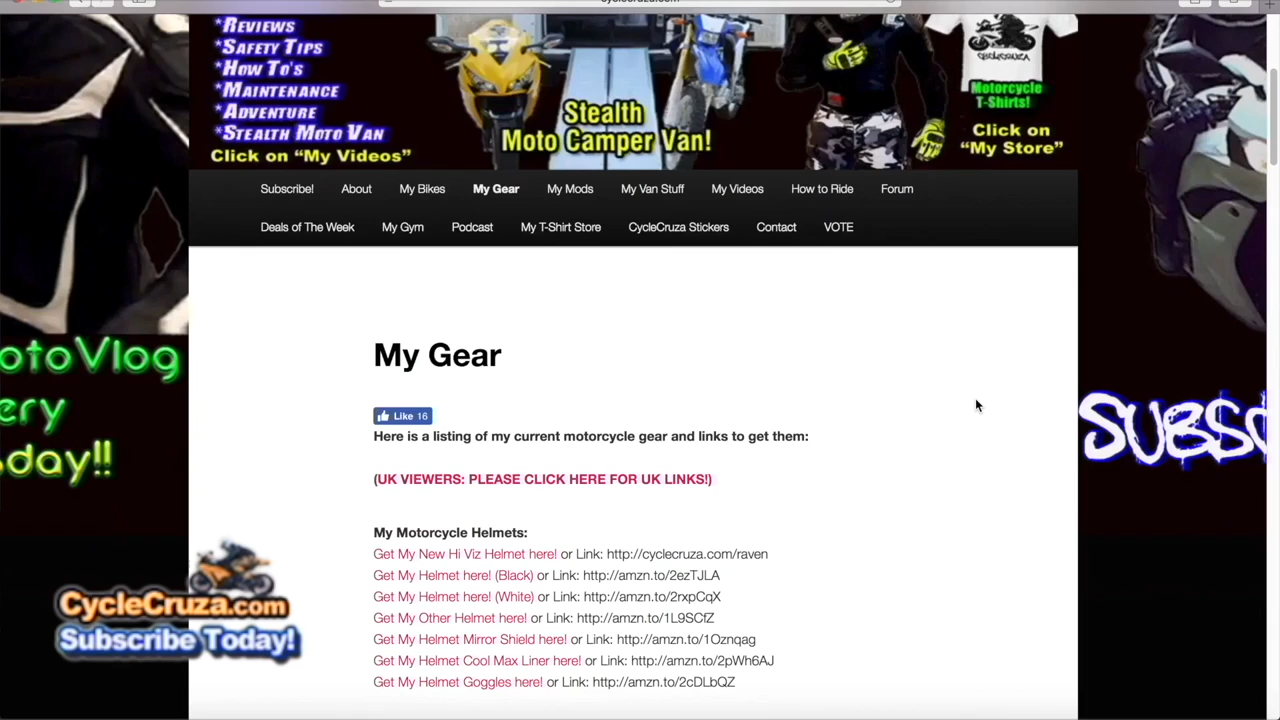 *Reviews
*Safety Tips
*How To's
*Maintenance
*Adventure
*Stealth Moto Van
Click on "My Videos"
Stealth
Moto Camper Van!
Motorcycle
T-Shirts!
Click on
"My Store"
Subscribe! About My Bikes My Gear My Mods My Van Stuff My Videos How to Ride Forum
Deals of The Week My Gym Podcast My T-Shirt Store CycleCruza Stickers Contact VOTE
My Gear
Like 16
Here is a listing of my current motorcycle gear and links to get them:
(UK VIEWERS: PLEASE CLICK HERE FOR UK LINKS!)
My Motorcycle Helmets:
Get My New Hi Viz Helmet here! or Link: http://cyclecruza.com/raven
Get My Helmet here! (Black) or Link: http://amzn.to/2ezTJLA
Get My Helmet here! (White) or Link: http://amzn.to/2rxpCqX
Get My Other Helmet here! or Link: http://amzn.to/1L9SCfZ
Get My Helmet Mirror Shield here! or Link: http://amzn.to/1Oznqag
Get My Helmet Cool Max Liner here! or Link: http://amzn.to/2pWh6AJ
Get My Helmet Goggles here! or Link: http://amzn.to/2cDLbQZ
otoVlog
ery
day!!
SUBSC
CycleCruza.com
Subscribe Today!